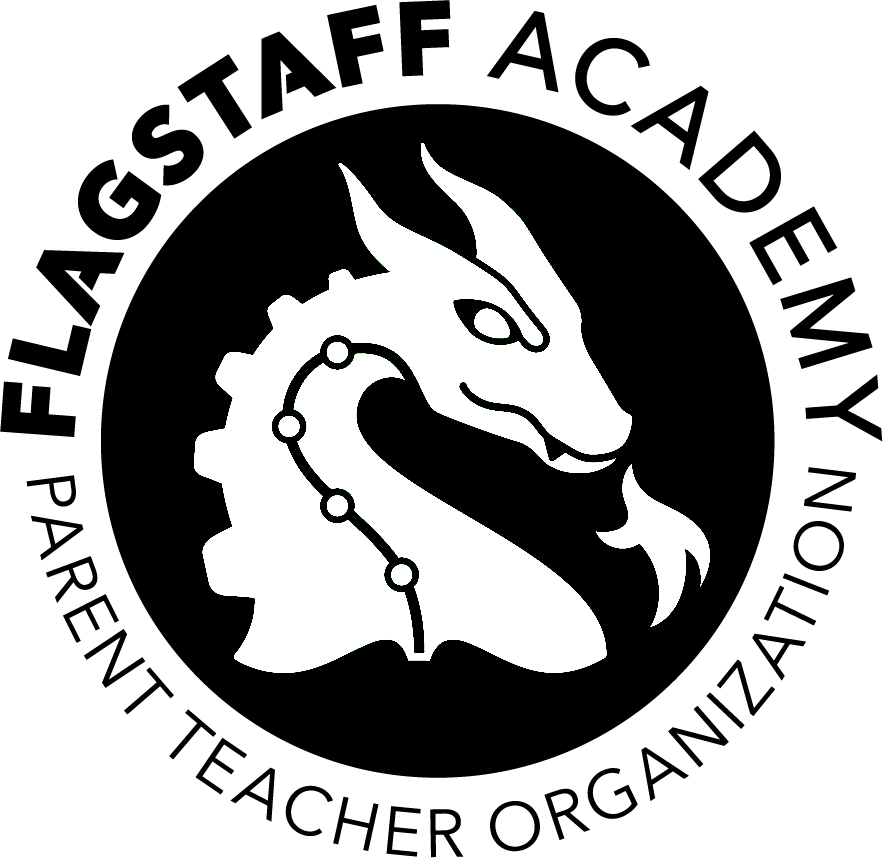 FLAGSTAFF ACADEMY
PARENT TEACHER ORGANIZATION